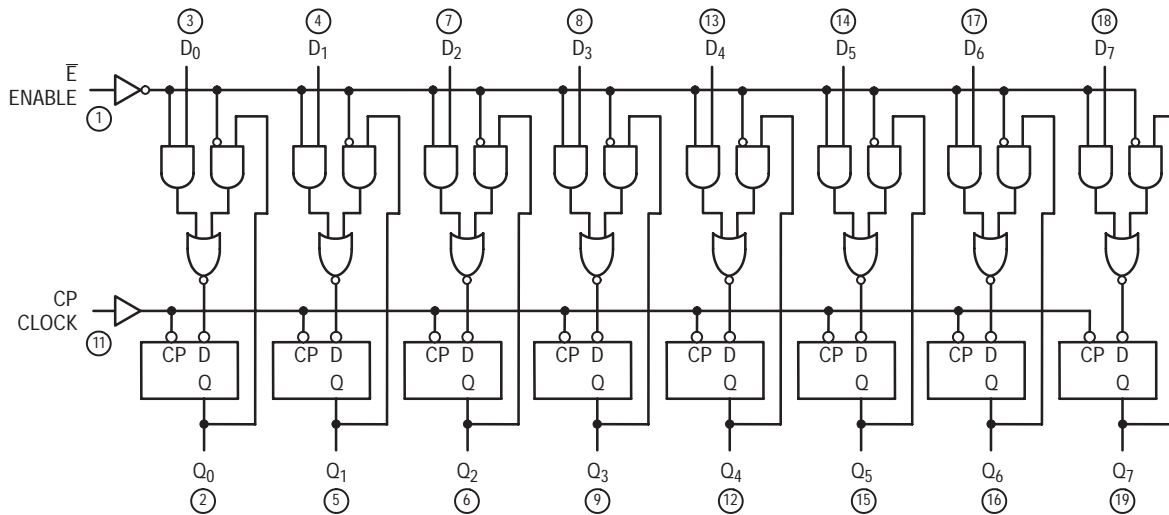 3 4 7 8 13 14 17 18
D0 D1 D2 D3 D4 D5 D6 D7
E̅
ENABLE
1
CP
CLOCK
11
CP D CP D CP D CP D CP D CP D CP D CP D
Q Q Q Q Q Q Q Q
Q0 Q1 Q2 Q3 Q4 Q5 Q6 Q7
2 5 6 9 12 15 16 19